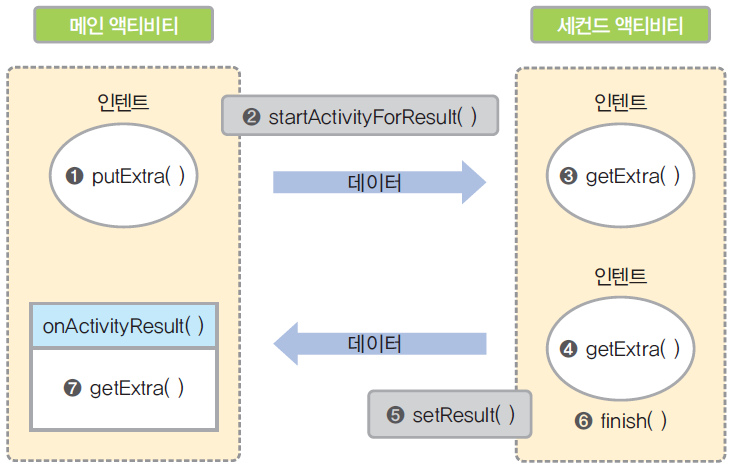 메인 액티비티
세컨드 액티비티
인텐트
❷ startActivityForResult( )
인텐트
❶ putExtra( )
데이터
❸ getExtra( )
인텐트
onActivityResult( )
데이터
❹ getExtra( )
❼ getExtra( )
❺ setResult( )
❻ finish( )